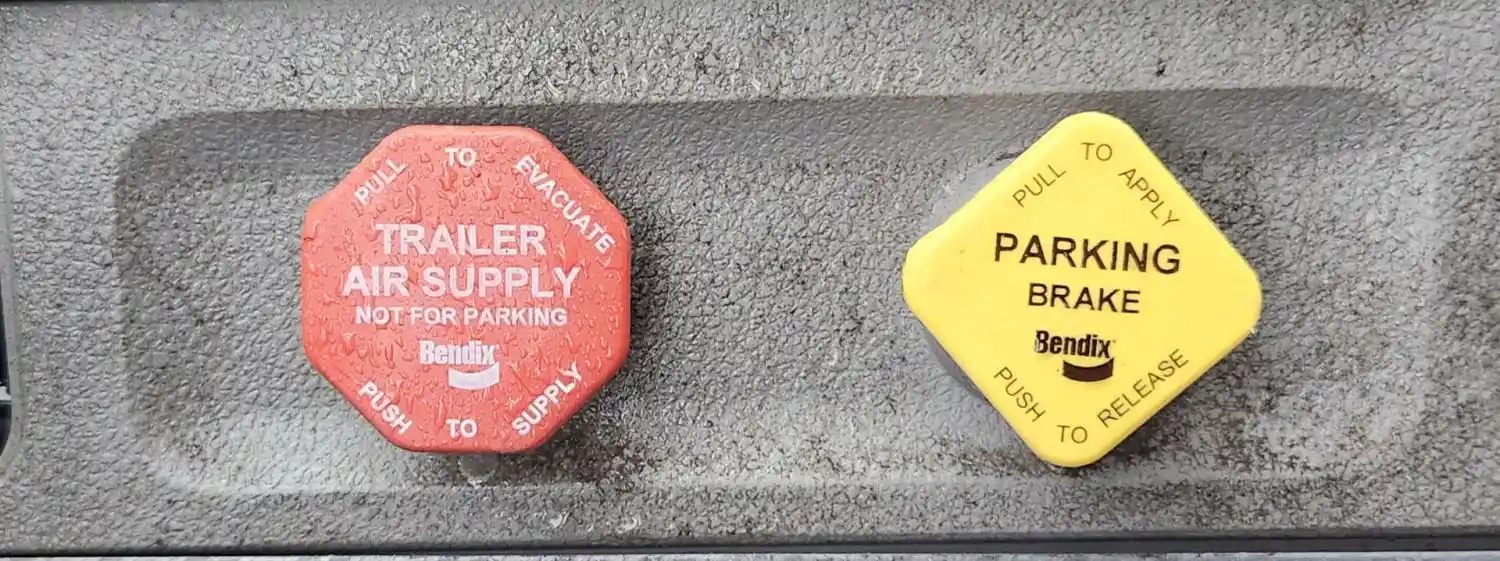 PULL TO EVACUATE
TRAILER
AIR SUPPLY
NOT FOR PARKING
Bendix
PUSH TO SUPPLY
PULL TO APPLY
PARKING
BRAKE
Bendix
PUSH TO RELEASE